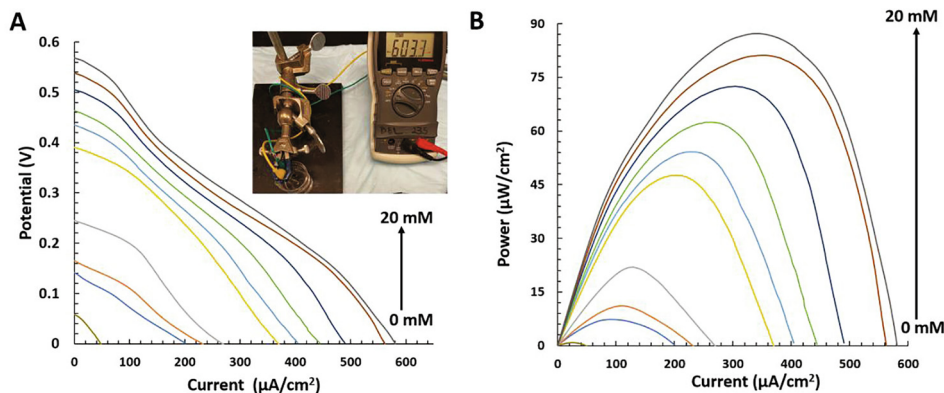 A
0.6
0.5
0.4
0.3
0.2
0.1
0
Potential (V)
0 100 200 300 400 500 600
Current (µA/cm²)
603.7
20 mM
0 mM
B
90
75
60
45
30
15
0
Power (µW/cm²)
0 100 200 300 400 500 600
Current (µA/cm²)
20 mM
0 mM